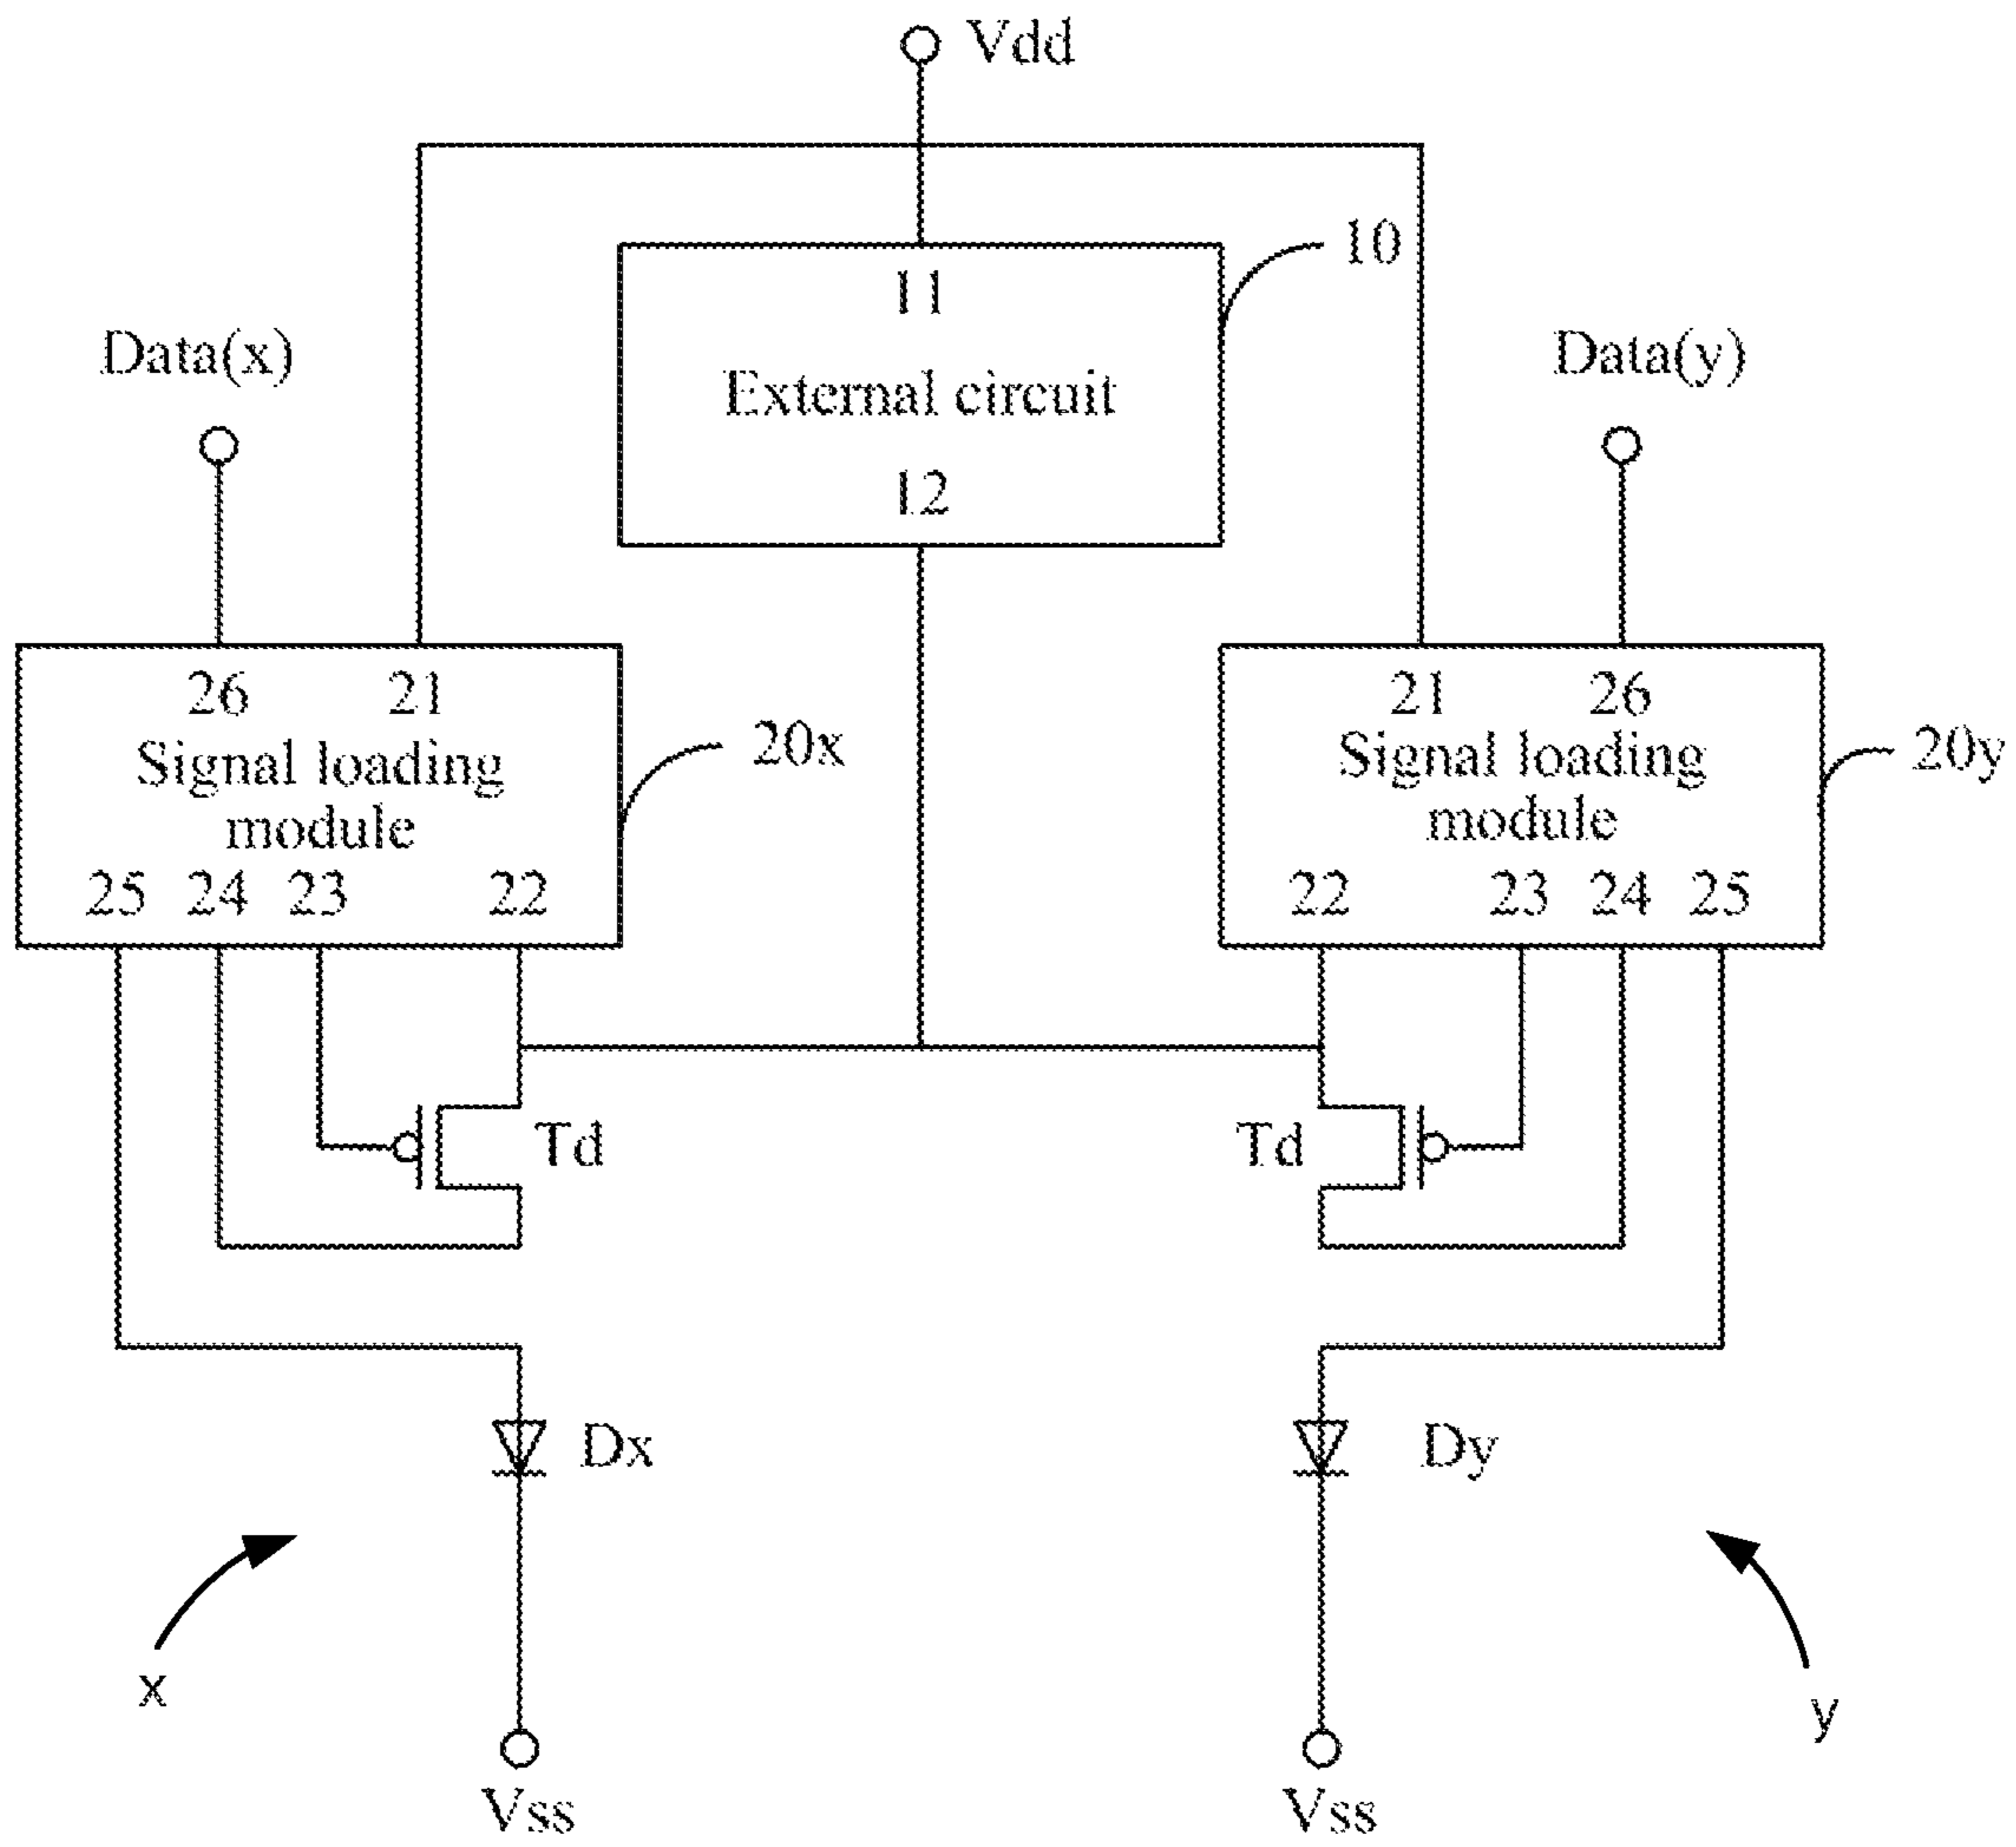 Vdd
10
11
External circuit
12
Data(x)
Data(y)
26 21
Signal loading
module
25 24 23 22
20x
21 26
Signal loading
module
22 23 24 25
20y
Td
Td
Dx
Dy
x
y
Vss
Vss